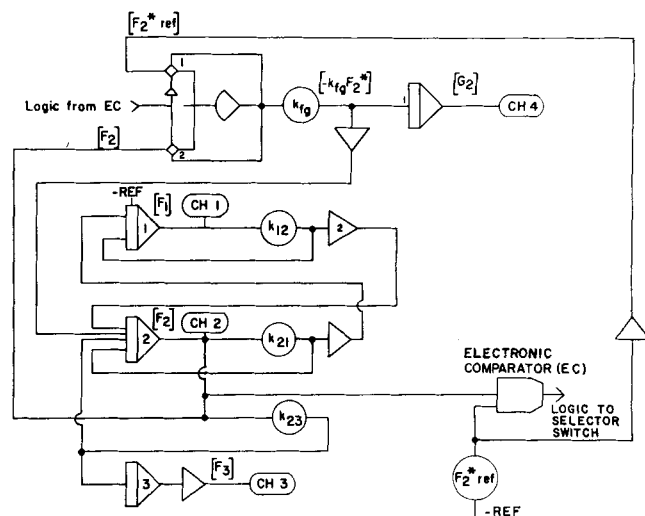 [F2* ref]
1
Logic from EC
2
[F2]
kfg
[-kfgF2*]
1
[G2]
CH 4
-REF
[F1]
CH 1
1
k12
2
[F2]
CH 2
2
k21
k23
ELECTRONIC
COMPARATOR (EC)
LOGIC TO
SELECTOR
SWITCH
F2* ref
-REF
3
[F3]
CH 3